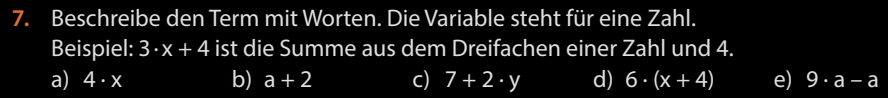 7. Beschreibe den Term mit Worten. Die Variable steht für eine Zahl.
Beispiel: 3 · x + 4 ist die Summe aus dem Dreifachen einer Zahl und 4.
a) 4 · x b) a + 2 c) 7 + 2 · y d) 6 · (x + 4) e) 9 · a – a